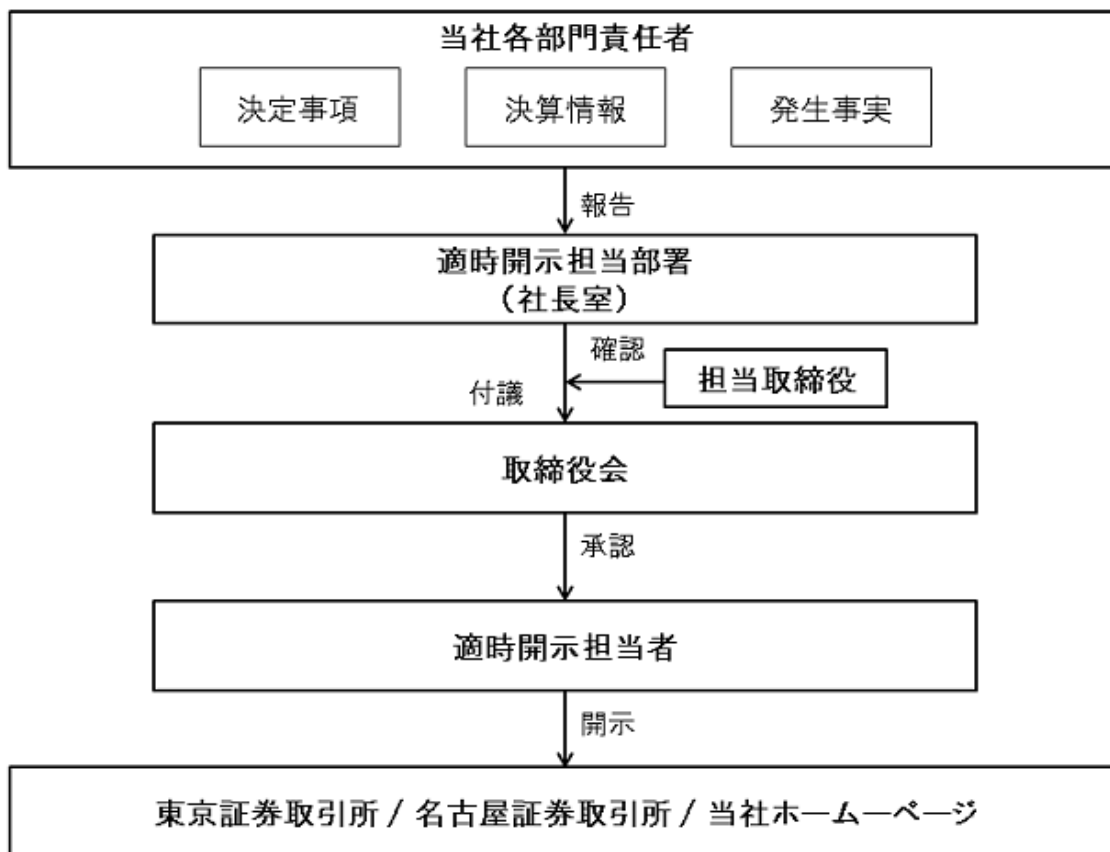 当社各部門責任者
決定事項
決算情報
発生事実
報告
適時開示担当部署
（社長室）
確認
担当取締役
付議
取締役会
承認
適時開示担当者
開示
東京証券取引所 / 名古屋証券取引所 / 当社ホームーページ